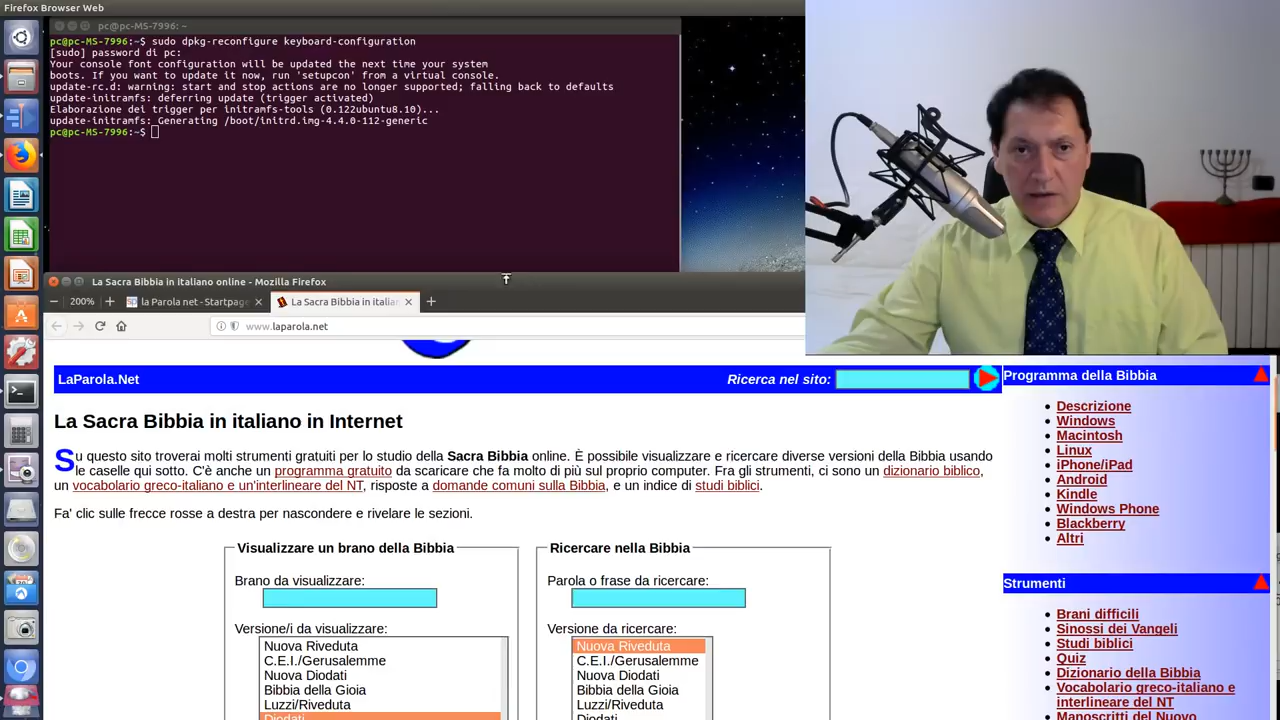 Firefox Browser Web
pc@pc-MS-7996: ~
pc@pc-MS-7996:~$ sudo dpkg-reconfigure keyboard-configuration
[sudo] password di pc:
Your console font configuration will be updated the next time your system
boots. If you want to update it now, run 'setupcon' from a virtual console.
update-rc.d: warning: start and stop actions are no longer supported; falling back to defaults
update-initramfs: deferring update (trigger activated)
Elaborazione dei trigger per initramfs-tools (0.122ubuntu8.10)...
update-initramfs: Generating /boot/initrd.img-4.4.0-112-generic
pc@pc-MS-7996:~$
La Sacra Bibbia in italiano online - Mozilla Firefox
200%
la Parola net - Startpage
La Sacra Bibbia in italian
www.laparola.net
LaParola.Net
Ricerca nel sito:
La Sacra Bibbia in italiano in Internet
Su questo sito troverai molti strumenti gratuiti per lo studio della Sacra Bibbia online. È possibile visualizzare e ricercare diverse versioni della Bibbia usando
le caselle qui sotto. C'è anche un programma gratuito da scaricare che fa molto di più sul proprio computer. Fra gli strumenti, ci sono un dizionario biblico,
un vocabolario greco-italiano e un'interlineare del NT, risposte a domande comuni sulla Bibbia, e un indice di studi biblici.
Fa' clic sulle frecce rosse a destra per nascondere e rivelare le sezioni.
Visualizzare un brano della Bibbia
Brano da visualizzare:
Versione/i da visualizzare:
Nuova Riveduta
C.E.I./Gerusalemme
Nuova Diodati
Bibbia della Gioia
Luzzi/Riveduta
Diodati
Ricercare nella Bibbia
Parola o frase da ricercare:
Versione da ricercare:
Nuova Riveduta
C.E.I./Gerusalemme
Nuova Diodati
Bibbia della Gioia
Luzzi/Riveduta
Diodati
Programma della Bibbia
Descrizione
Windows
Macintosh
Linux
iPhone/iPad
Android
Kindle
Windows Phone
Blackberry
Altri
Strumenti
Brani difficili
Sinossi dei Vangeli
Studi biblici
Quiz
Dizionario della Bibbia
Vocabolario greco-italiano e
interlineare del NT
Manoscritti del Nuovo